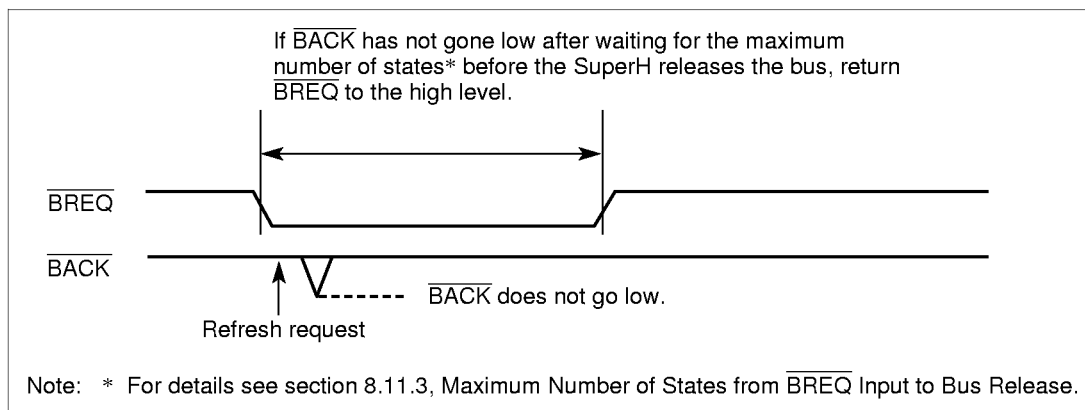 If BACK has not gone low after waiting for the maximum
number of states* before the SuperH releases the bus, return
BREQ to the high level.
BREQ
BACK
BACK does not go low.
Refresh request
Note: * For details see section 8.11.3, Maximum Number of States from BREQ Input to Bus Release.